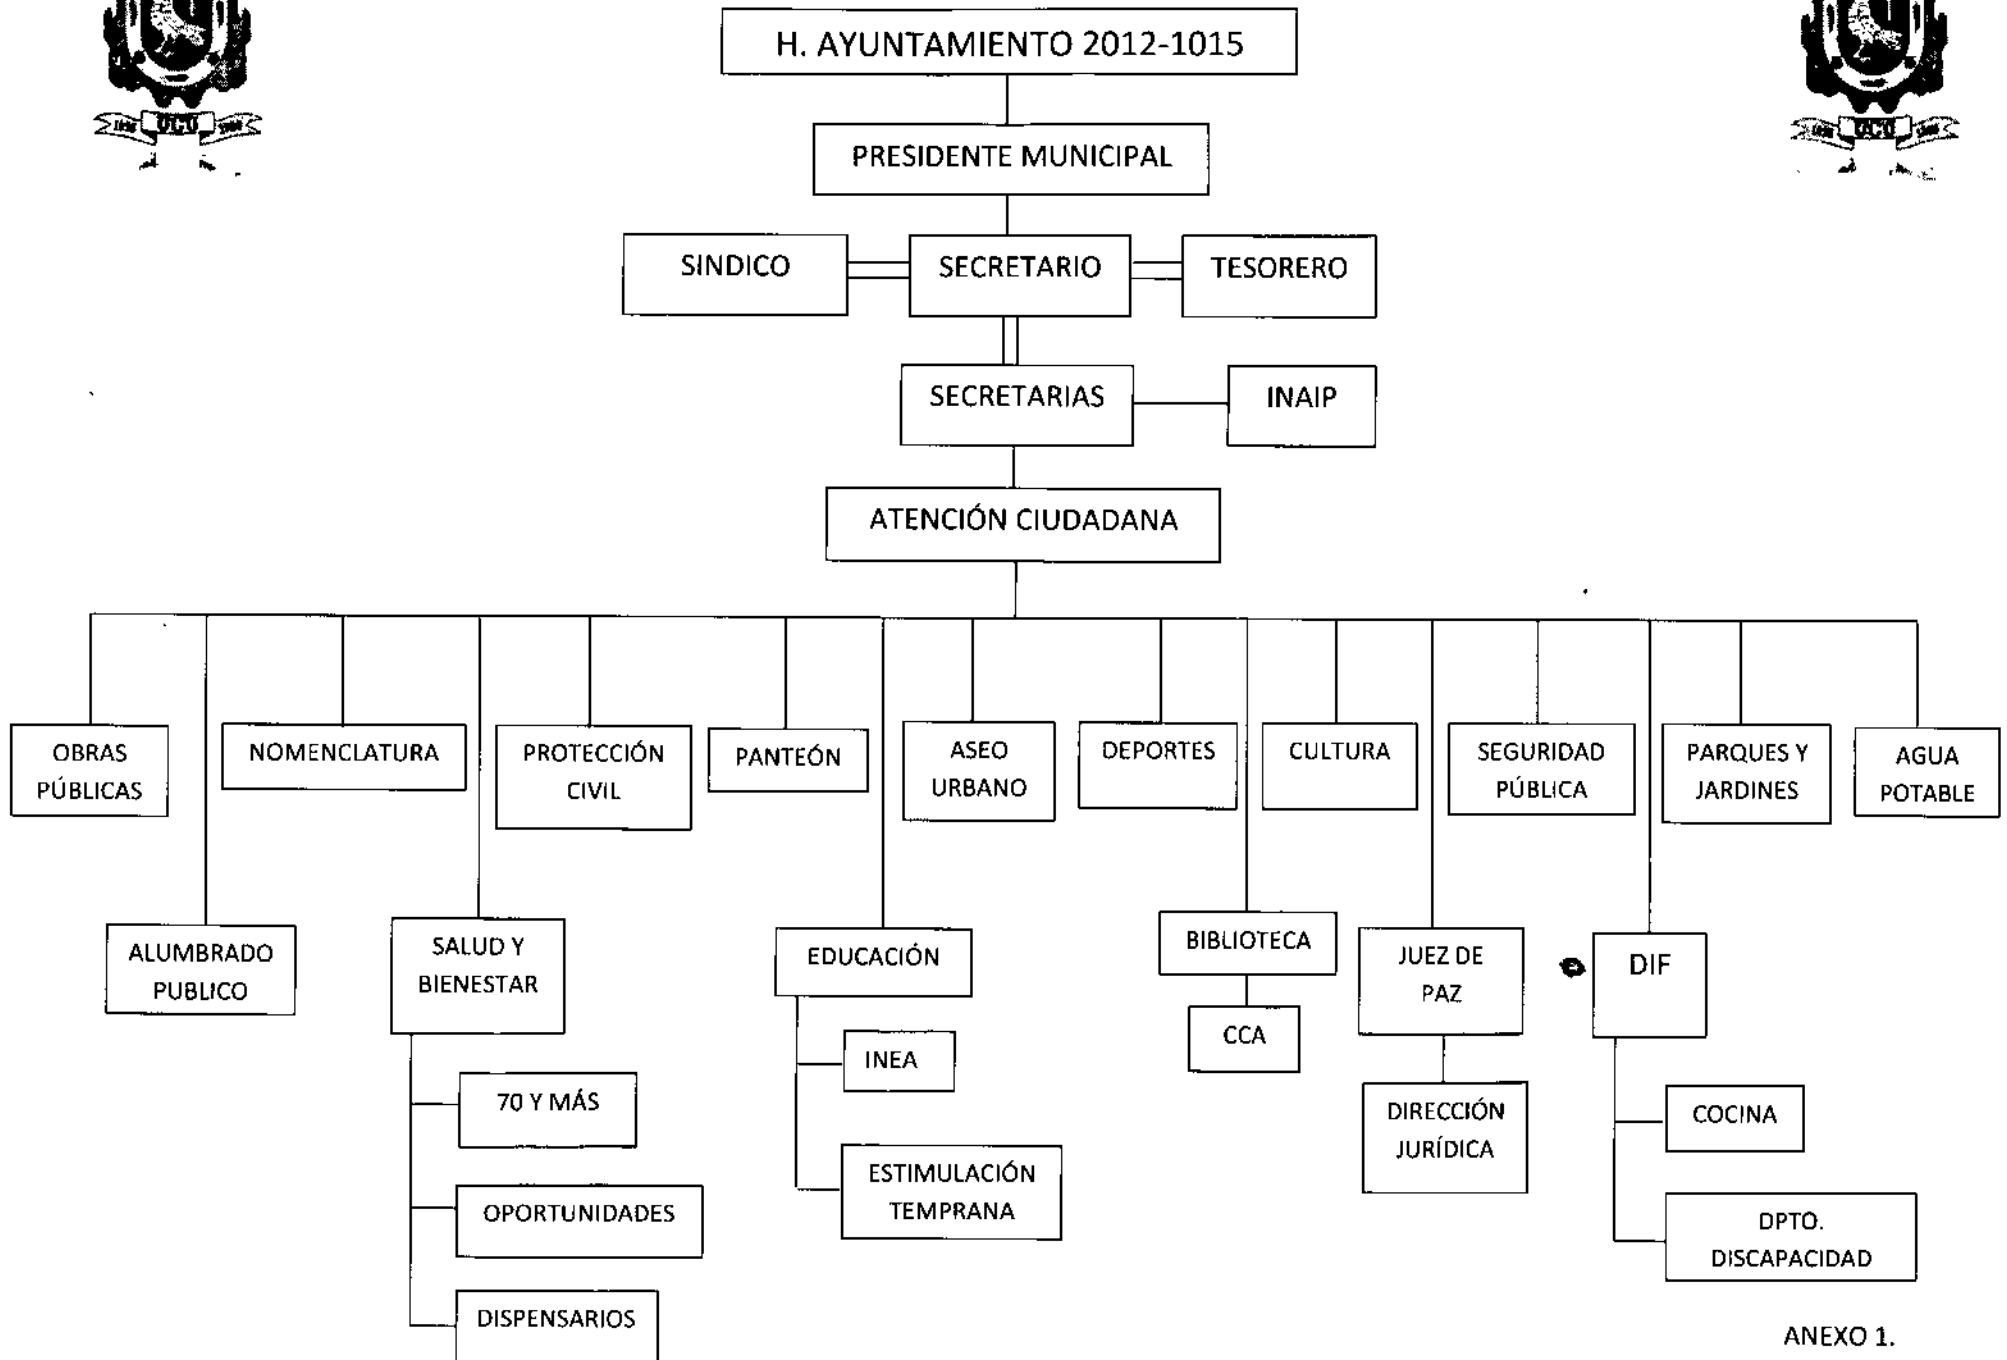 H. AYUNTAMIENTO 2012-1015
UCU
UCU
PRESIDENTE MUNICIPAL
SINDICO
SECRETARIO
TESORERO
SECRETARIAS
INAIP
ATENCIÓN CIUDADANA
OBRAS
PÚBLICAS
NOMENCLATURA
PROTECCIÓN
CIVIL
PANTEÓN
ASEO
URBANO
DEPORTES
CULTURA
SEGURIDAD
PÚBLICA
PARQUES Y
JARDINES
AGUA
POTABLE
ALUMBRADO
PUBLICO
SALUD Y
BIENESTAR
EDUCACIÓN
BIBLIOTECA
JUEZ DE
PAZ
DIF
CCA
INEA
70 Y MÁS
DIRECCIÓN
JURÍDICA
COCINA
ESTIMULACIÓN
TEMPRANA
OPORTUNIDADES
DPTO.
DISCAPACIDAD
DISPENSARIOS
ANEXO 1.